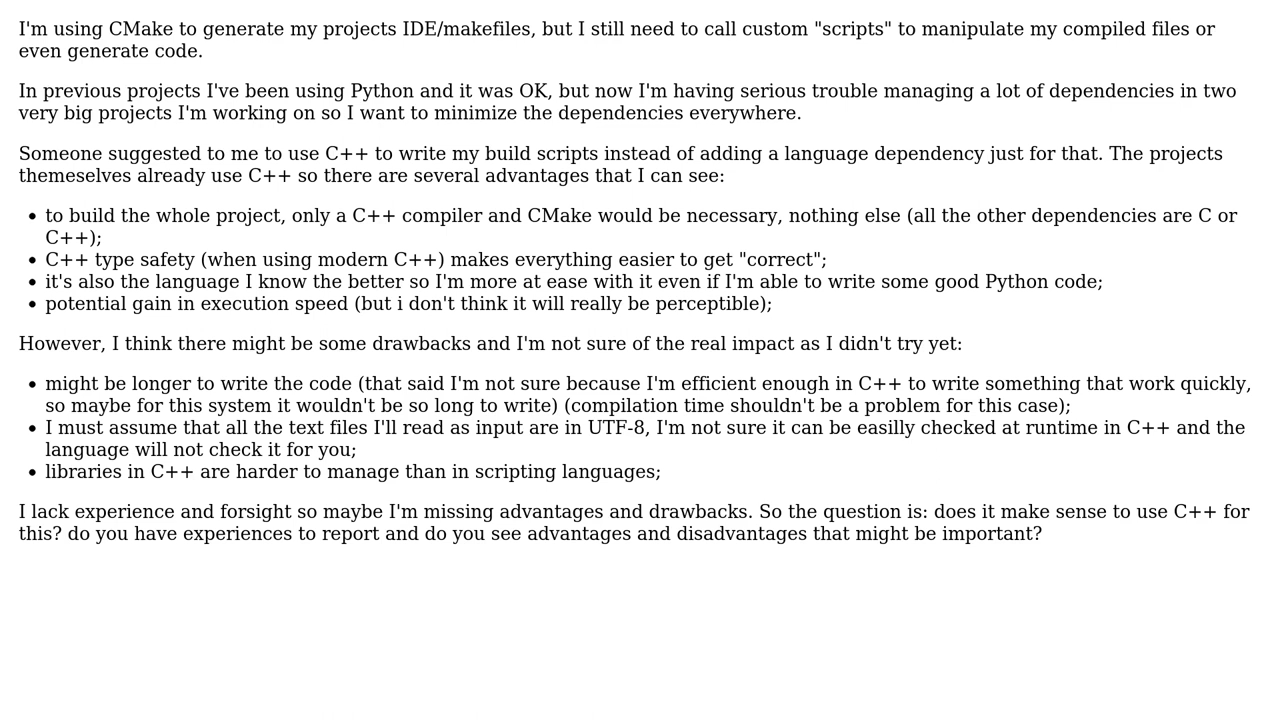 I'm using CMake to generate my projects IDE/makefiles, but I still need to call custom "scripts" to manipulate my compiled files or
even generate code.
In previous projects I've been using Python and it was OK, but now I'm having serious trouble managing a lot of dependencies in two
very big projects I'm working on so I want to minimize the dependencies everywhere.
Someone suggested to me to use C++ to write my build scripts instead of adding a language dependency just for that. The projects
themeselves already use C++ so there are several advantages that I can see:
• to build the whole project, only a C++ compiler and CMake would be necessary, nothing else (all the other dependencies are C or
C++);
• C++ type safety (when using modern C++) makes everything easier to get "correct";
• it's also the language I know the better so I'm more at ease with it even if I'm able to write some good Python code;
• potential gain in execution speed (but i don't think it will really be perceptible);
However, I think there might be some drawbacks and I'm not sure of the real impact as I didn't try yet:
• might be longer to write the code (that said I'm not sure because I'm efficient enough in C++ to write something that work quickly,
so maybe for this system it wouldn't be so long to write) (compilation time shouldn't be a problem for this case);
• I must assume that all the text files I'll read as input are in UTF-8, I'm not sure it can be easilly checked at runtime in C++ and the
language will not check it for you;
• libraries in C++ are harder to manage than in scripting languages;
I lack experience and forsight so maybe I'm missing advantages and drawbacks. So the question is: does it make sense to use C++ for
this? do you have experiences to report and do you see advantages and disadvantages that might be important?